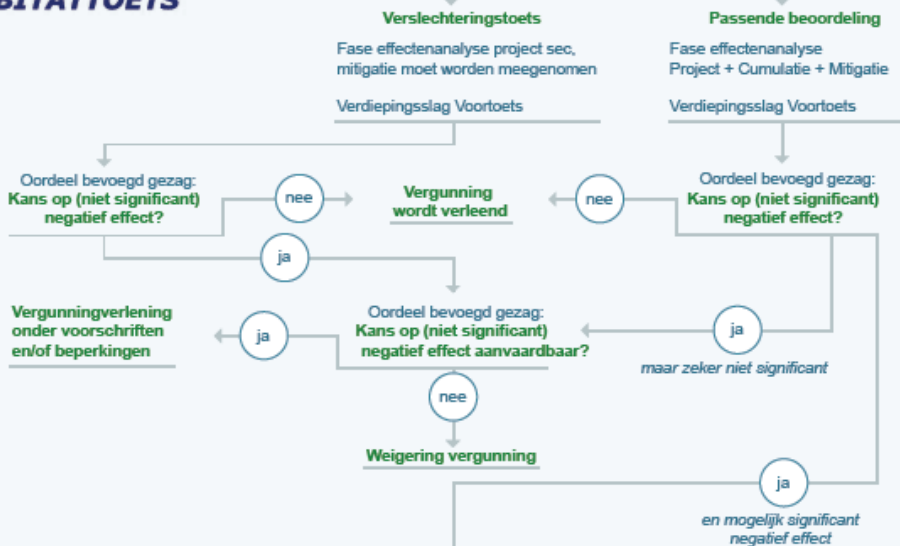 BITATTOETS
Verslechteringstoets
Fase effectenanalyse project sec,
mitigatie moet worden meegenomen
Verdiepingsslag Voortoets
Passende beoordeling
Fase effectenanalyse
Project + Cumulatie + Mitigatie
Verdiepingsslag Voortoets
Oordeel bevoegd gezag:
Kans op (niet significant)
negatief effect?
nee
Vergunning
wordt verleend
nee
Oordeel bevoegd gezag:
Kans op (niet significant)
negatief effect?
ja
Vergunningverlening
onder voorschriften
en/of beperkingen
ja
Oordeel bevoegd gezag:
Kans op (niet significant)
negatief effect aanvaardbaar?
ja
maar zeker niet significant
nee
Weigering vergunning
ja
en mogelijk significant
negatief effect